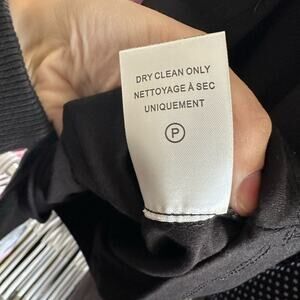 DRY CLEAN ONLY
NETTOYAGE À SEC
UNIQUEMENT
P